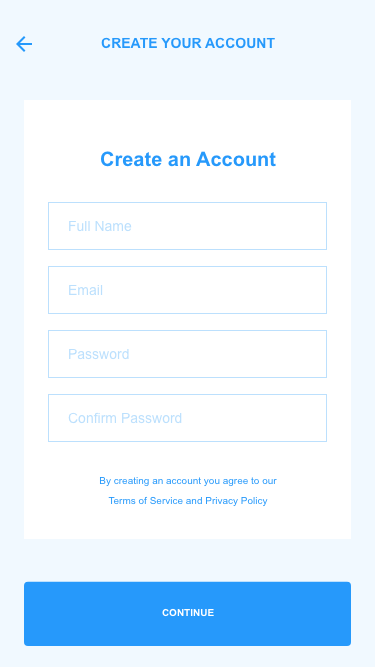 CREATE YOUR ACCOUNT
Create an Account
Full Name
Email
Password
Confirm Password
By creating an account you agree to our
Terms of Service and Privacy Policy
CONTINUE